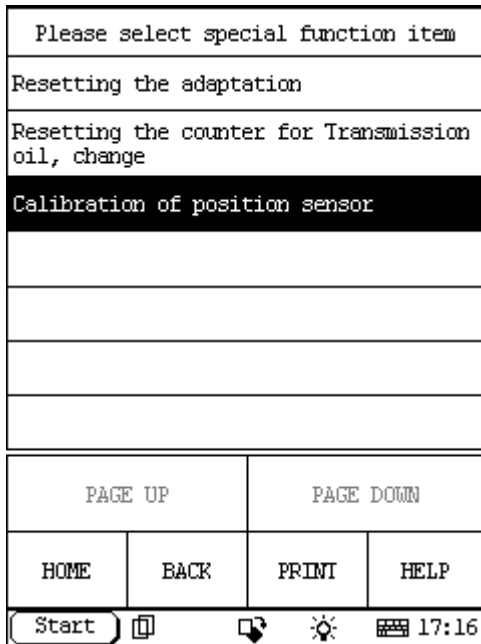 Please select special function item
Resetting the adaptation
Resetting the counter for Transmission
oil, change
Calibration of position sensor
PAGE UP
PAGE DOWN
HOME
BACK
PRINT
HELP
Start
17:16